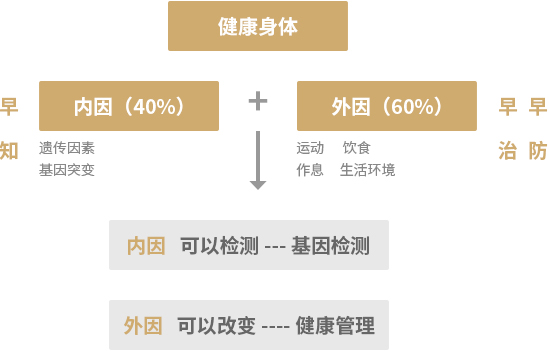 健康身体
早知
内因（40%）
+
外因（60%）
早治
早防
遗传因素
基因突变
运动 饮食
作息 生活环境
内因 可以检测 --- 基因检测
外因 可以改变 ---- 健康管理